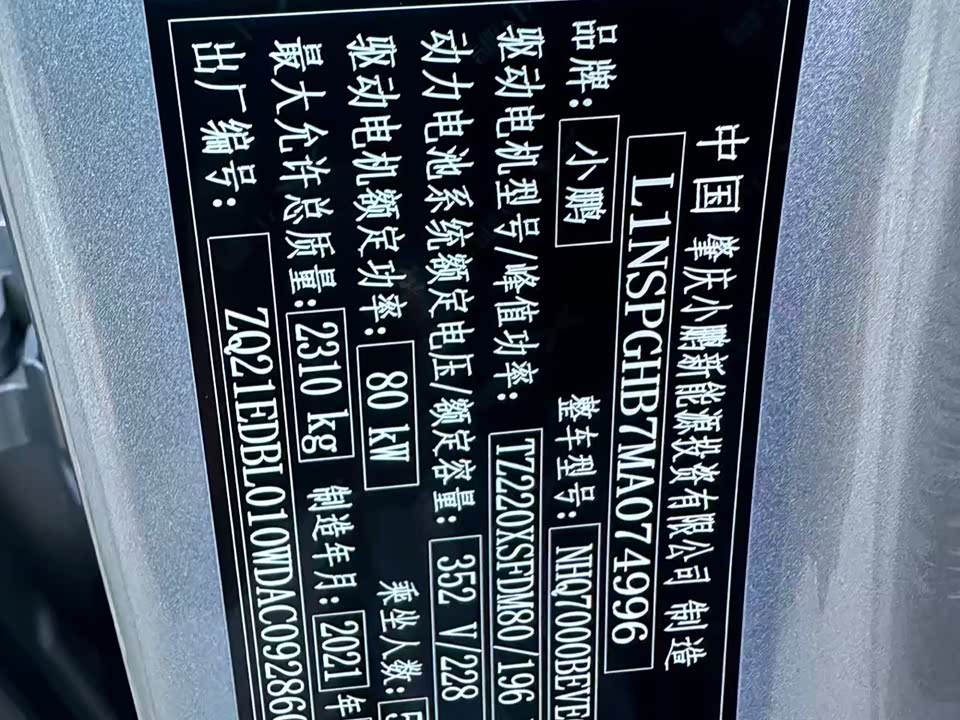 中国 肇庆小鹏新能源投资有限公司 制造
L1NSPGHB7MA074996
品牌: 小鹏 整车型号: NHQ7000BEVE
驱动电机型号/峰值功率: TZ220XSFDM80/196
动力电池系统额定电压/额定容量: 352 V/228
驱动电机额定功率: 80 kW 乘坐人数: 5
最大允许总质量: 2310 kg 制造年月: 2021 年
出厂编号: ZQ21EDBL010WDAC092860